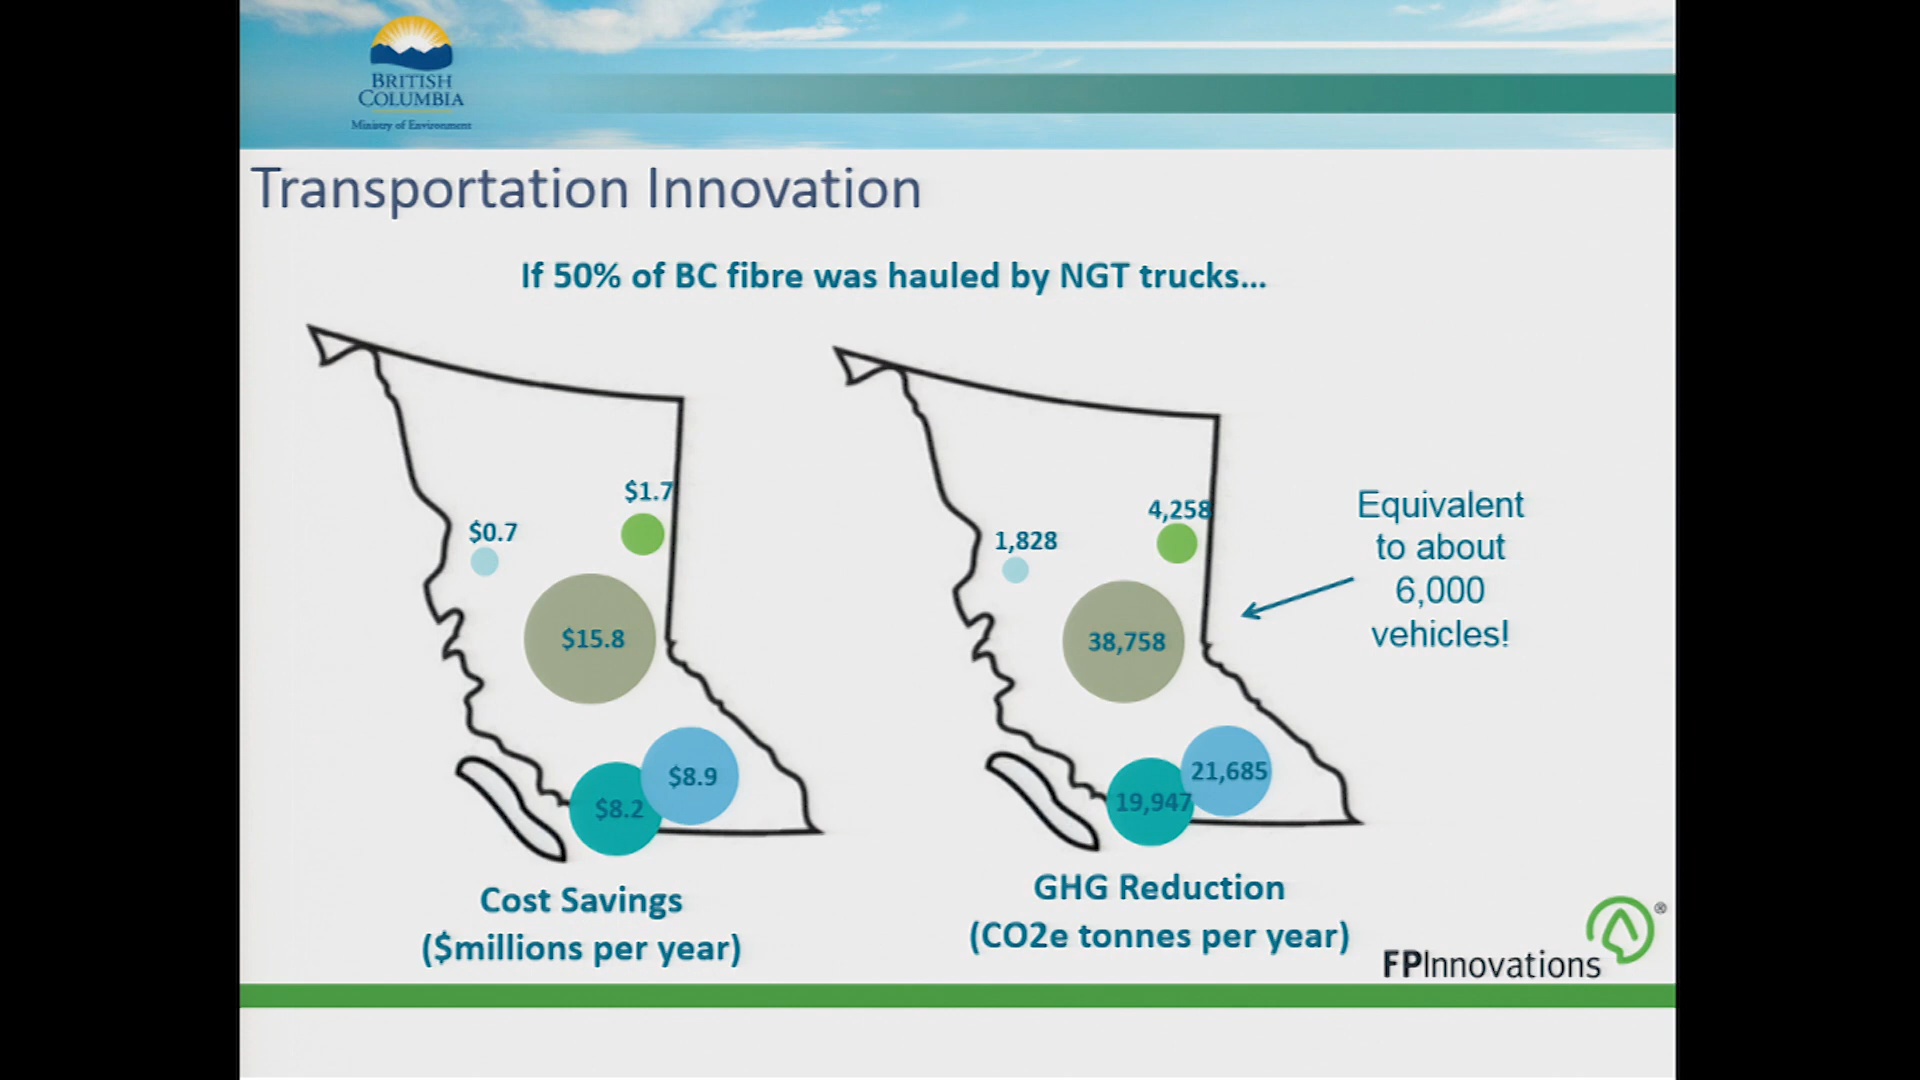 BRITISH
COLUMBIA
Ministry of Environment
Transportation Innovation
If 50% of BC fibre was hauled by NGT trucks...
$1.7
$0.7
$15.8
$8.9
$8.2
Cost Savings
($millions per year)
4,258
1,828
38,758
21,685
19,947
GHG Reduction
(CO2e tonnes per year)
Equivalent
to about
6,000
vehicles!
FPInnovations®